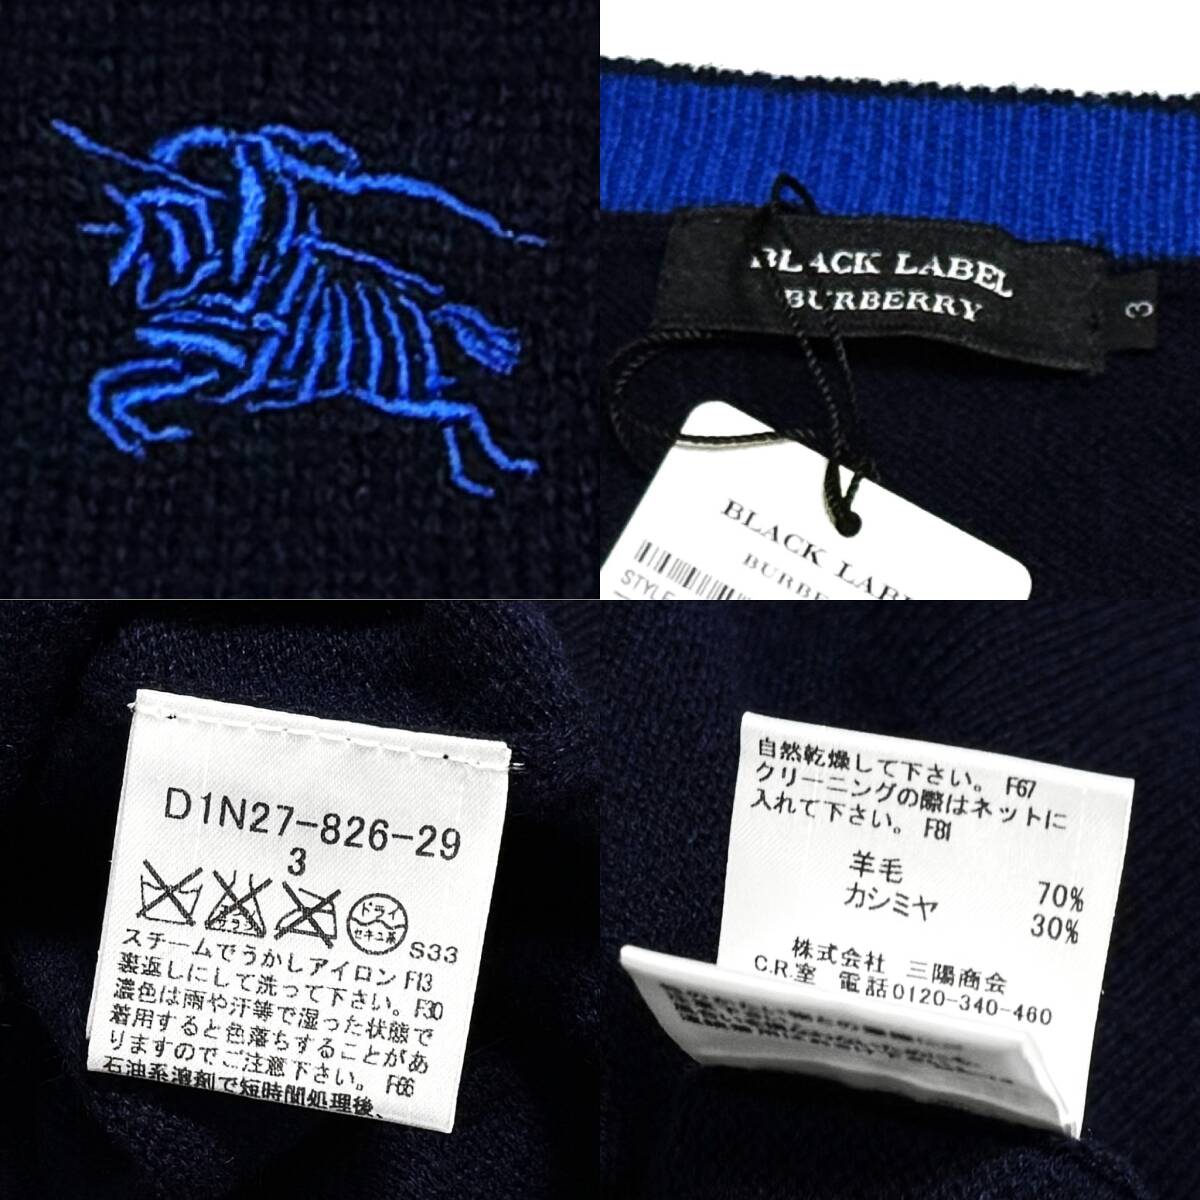 BLACK LABEL
BURBERRY
3
BLACK LAB
BURBE
STYLE
D1N27-826-29
3
ドライ
セキユ系
S33
スチームでうかしアイロン F13
裏返しにして洗って下さい。F30
濃色は雨や汗等で湿った状態で
着用すると色落ちすることがあ
りますのでご注意下さい。 F66
石油系溶剤で短時間処理後、
自然乾燥して下さい。 F67
クリーニングの際はネットに
入れて下さい。 F81
羊毛 70%
カシミヤ 30%
株式会社 三陽商会
C.R.室 電話0120-340-460